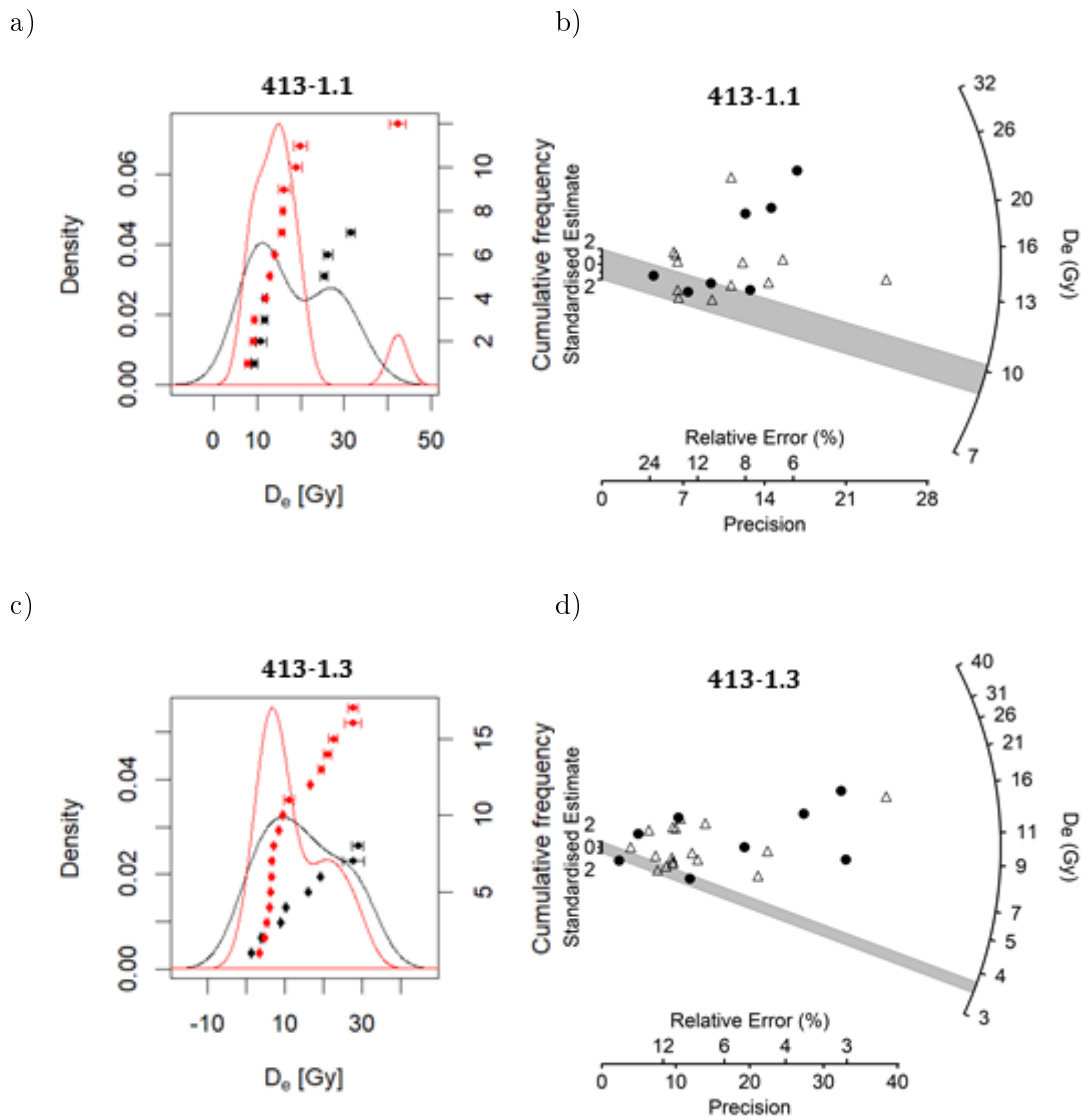 a)
413-1.1
Density
0.00 0.02 0.04 0.06
2 4 6 8 10
0 10 30 50
De [Gy]
b)
413-1.1
Cumulative frequency
Standardised Estimate
2
0
2
32
26
20
16
13
10
7
De (Gy)
Relative Error (%)
24 12 8 6
0 7 14 21 28
Precision
c)
413-1.3
Density
0.00 0.02 0.04
5 10 15
-10 10 30
De [Gy]
d)
413-1.3
Cumulative frequency
Standardised Estimate
2
0
2
40
31
26
21
16
11
9
7
5
4
3
De (Gy)
Relative Error (%)
12 6 4 3
0 10 20 30 40
Precision